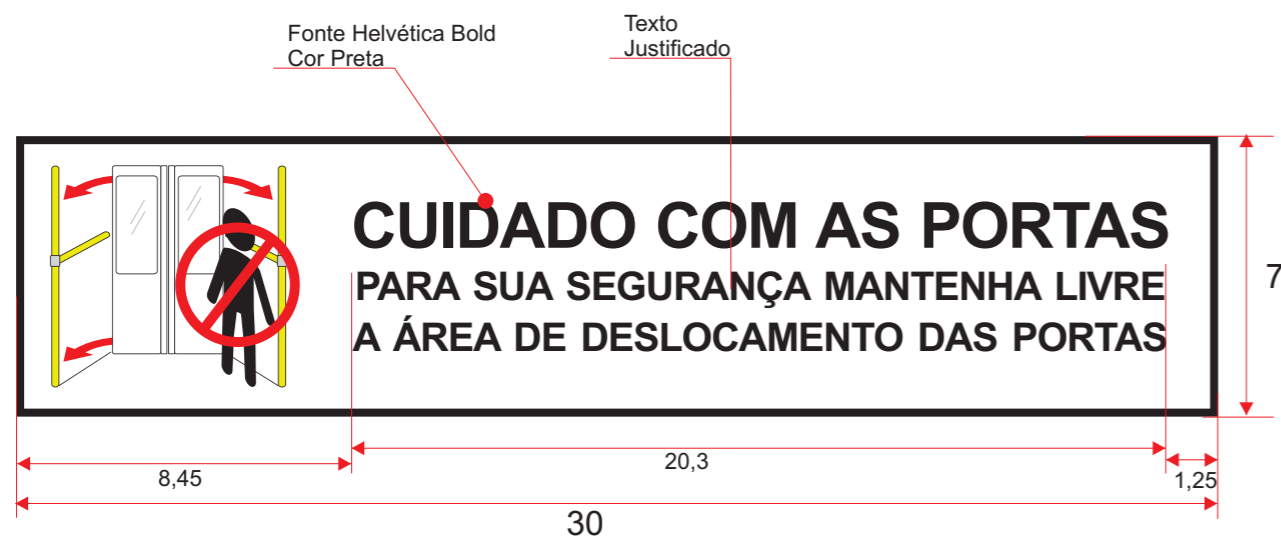 Fonte Helvética Bold
Cor Preta
Texto
Justificado
CUIDADO COM AS PORTAS
PARA SUA SEGURANÇA MANTENHA LIVRE
A ÁREA DE DESLOCAMENTO DAS PORTAS
7
8,45
20,3
1,25
30